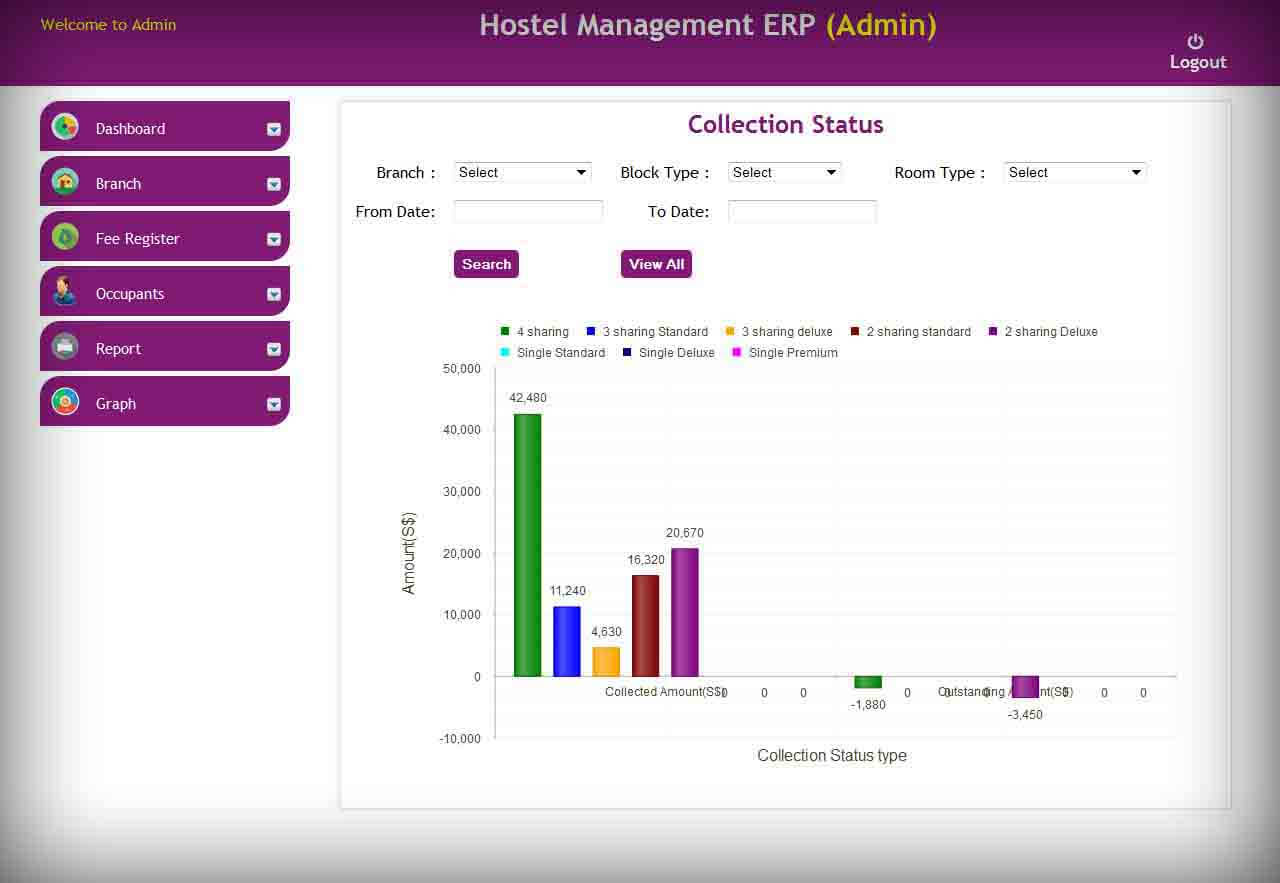 Welcome to Admin
Hostel Management ERP (Admin)
Logout
Dashboard
Branch
Fee Register
Occupants
Report
Graph
Collection Status
Branch : Select Block Type : Select Room Type : Select
From Date: To Date:
Search View All
4 sharing 3 sharing Standard 3 sharing deluxe 2 sharing standard 2 sharing Deluxe
Single Standard Single Deluxe Single Premium
50,000
42,480
40,000
30,000
Amount(S$)
20,670
20,000
16,320
11,240
10,000
4,630
0
Collected Amount(S$) 0 0 0 0 0 0 0 0 0
Outstanding
-1,880
-3,450
-10,000
Collection Status type